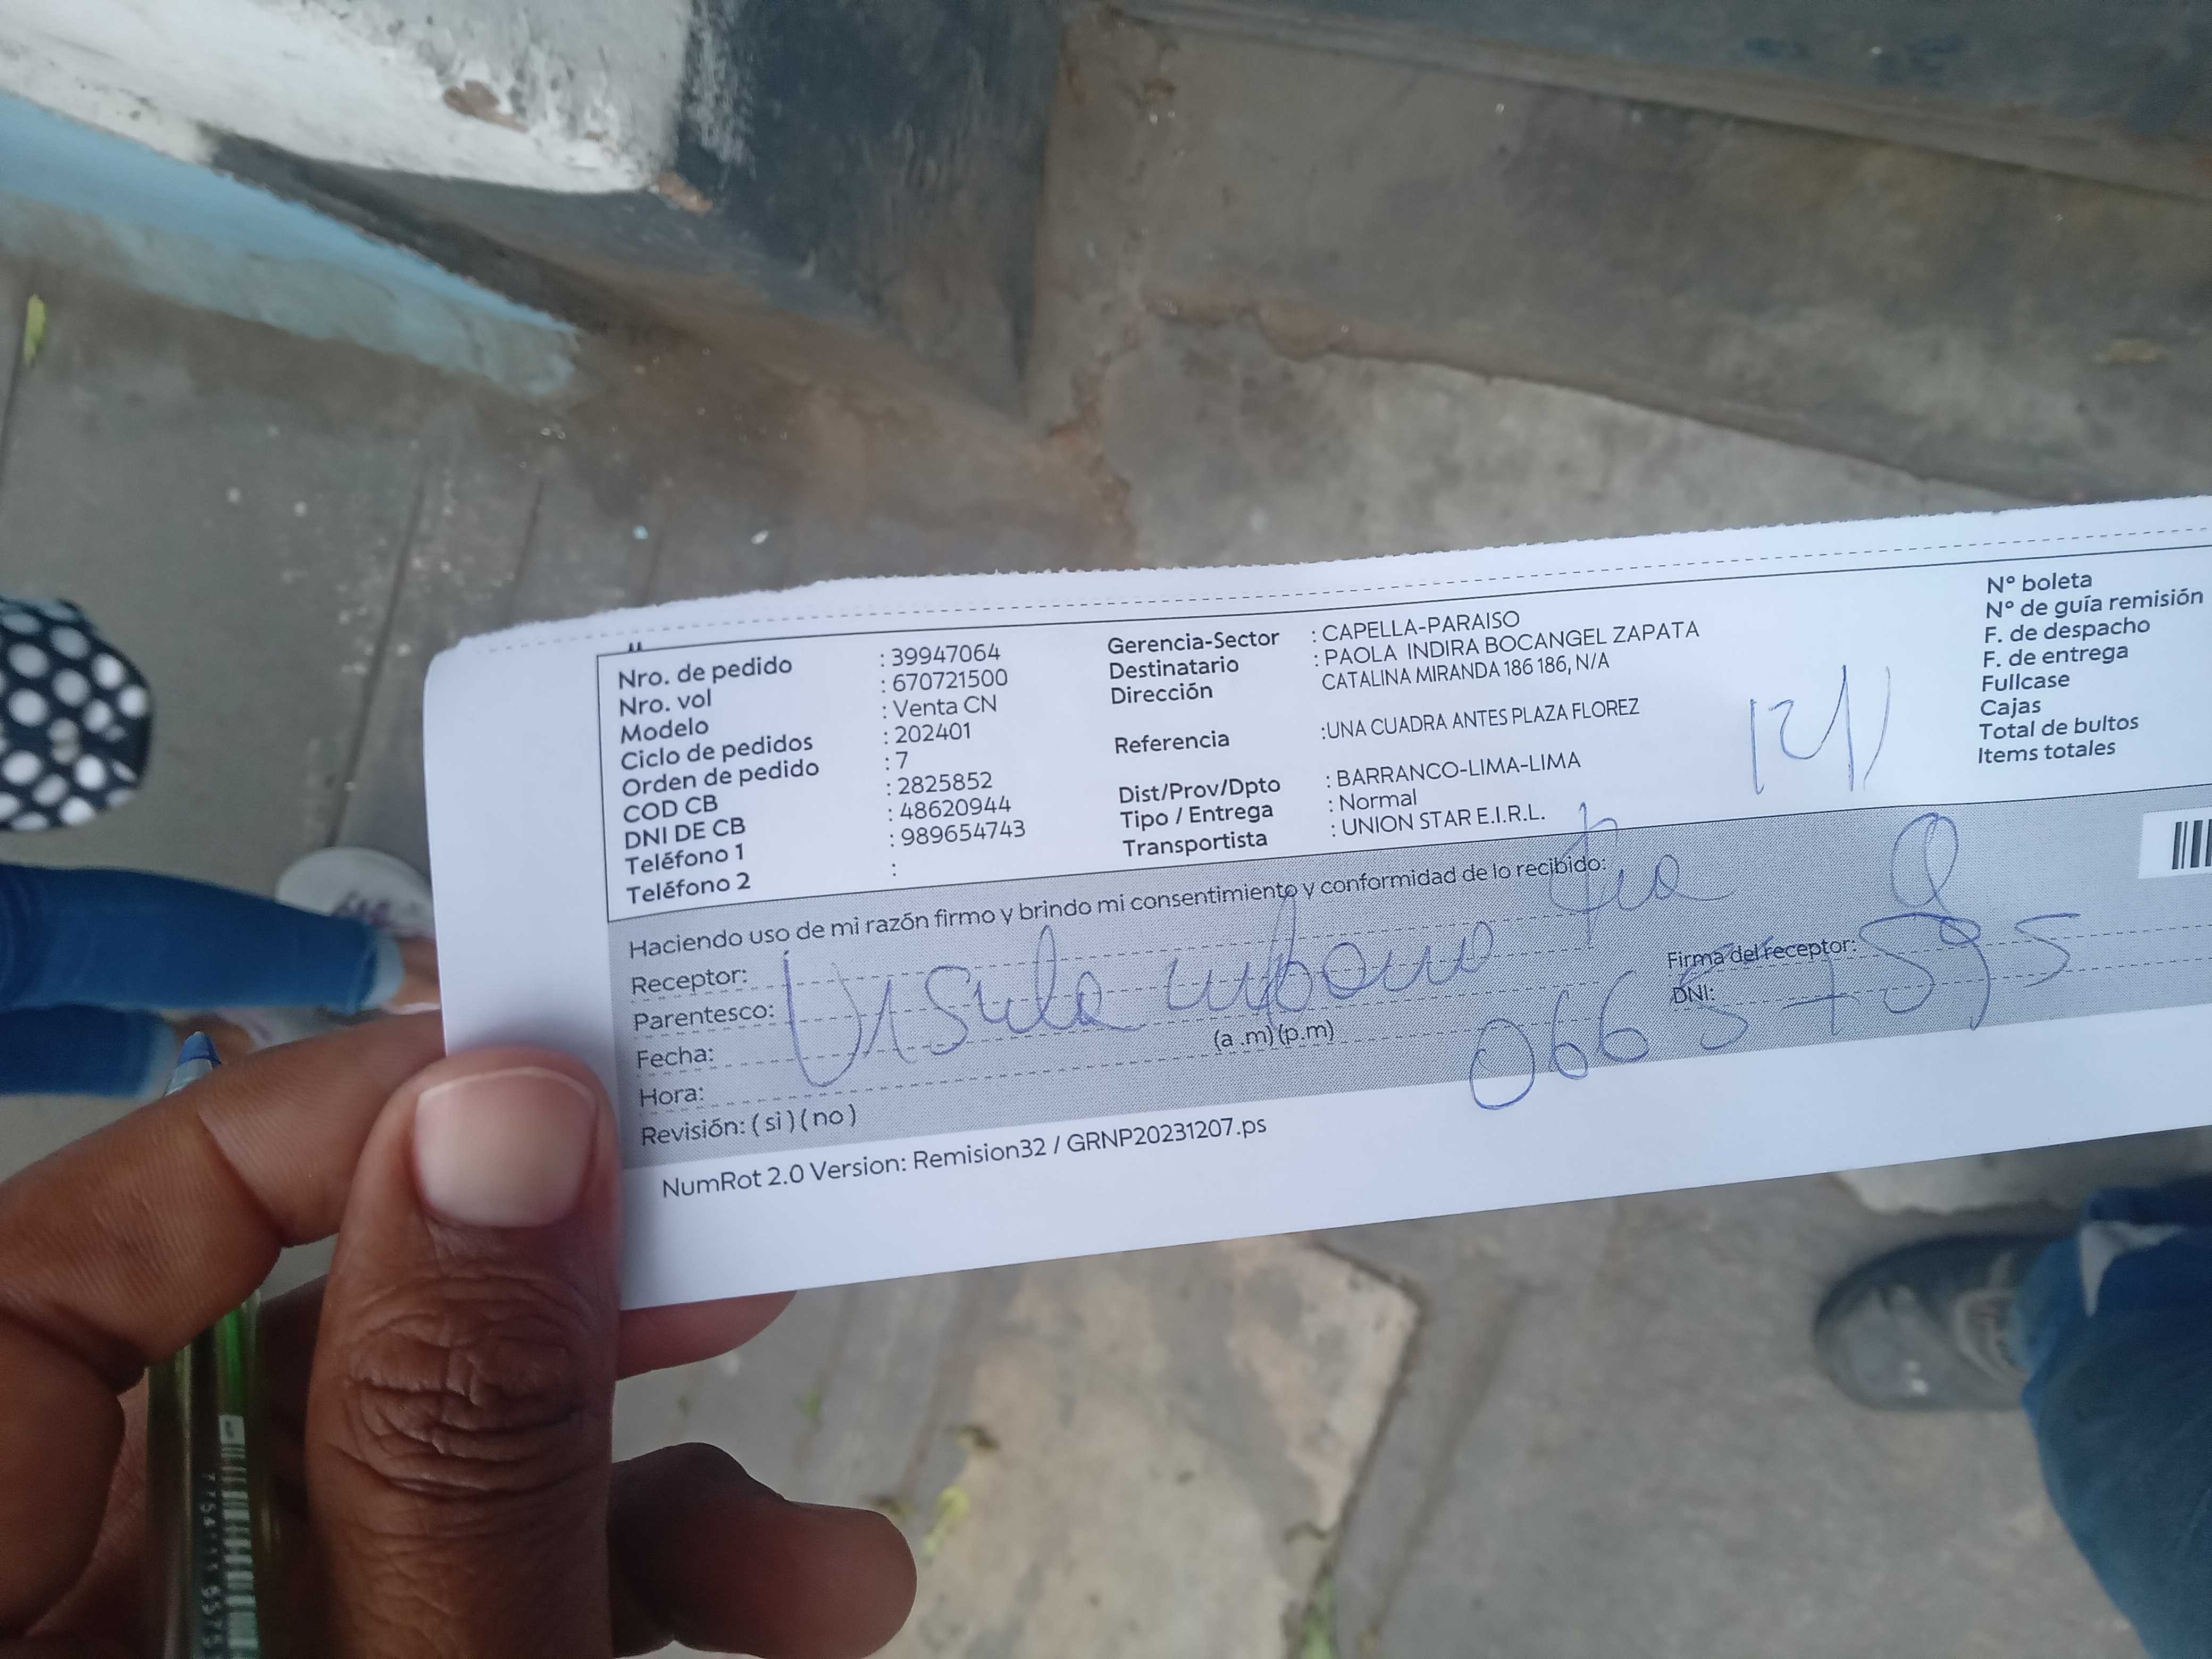 Nro. de pedido : 39947064
Nro. vol : 670721500
Modelo : Venta CN
Ciclo de pedidos : 202401
Orden de pedido : 7
COD CB : 2825852
DNI DE CB : 48620944
Teléfono 1 : 989654743
Teléfono 2 :
Gerencia-Sector : CAPELLA-PARAISO
Destinatario : PAOLA INDIRA BOCANGEL ZAPATA
Dirección CATALINA MIRANDA 186 186, N/A
Referencia :UNA CUADRA ANTES PLAZA FLOREZ
Dist/Prov/Dpto : BARRANCO-LIMA-LIMA
Tipo / Entrega : Normal
Transportista : UNION STAR E.I.R.L.
N° boleta
N° de guía remisión
F. de despacho
F. de entrega
Fullcase
Cajas
Total de bultos
Items totales
Haciendo uso de mi razón firmo y brindo mi consentimiento y conformidad de lo recibido:
Receptor:
Parentesco:
Ursula
Fecha:
Hora: (a .m) (p.m)
Revisión: ( sì ) ( no )
Firma del receptor:
DNI:
NumRot 2.0 Version: Remision32 / GRNP20231207.ps